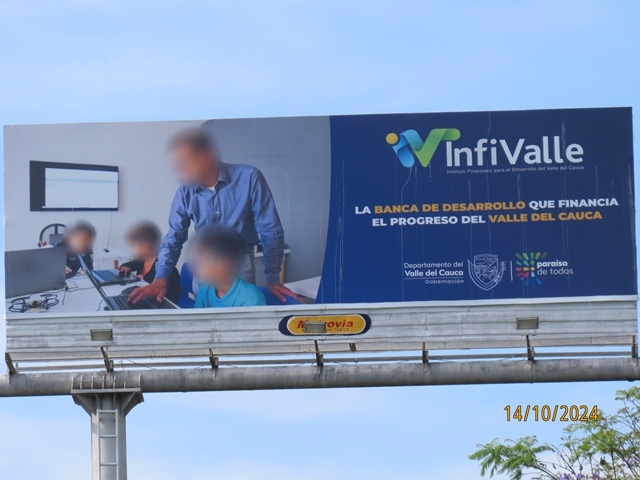 InfiValle
Instituto Financiero para el Desarrollo del Valle del Cauca
LA BANCA DE DESARROLLO QUE FINANCIA
EL PROGRESO DEL VALLE DEL CAUCA
Departamento del
Valle del Cauca
Gobernación
paraíso
de todos
14/10/2024